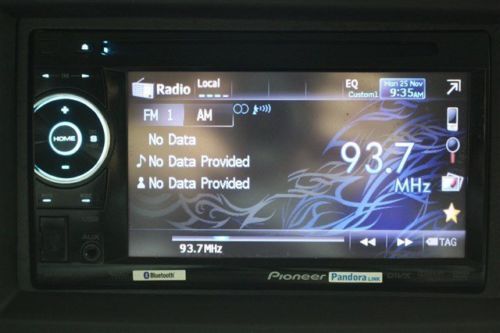 Radio Local EQ Mon 25 Nov
Custom1 9:35AM
FM 1 AM
No Data
No Data Provided
No Data Provided
93.7
MHz
93.7MHz TAG
HOME S
AUX
Bluetooth Pioneer Pandora LINK